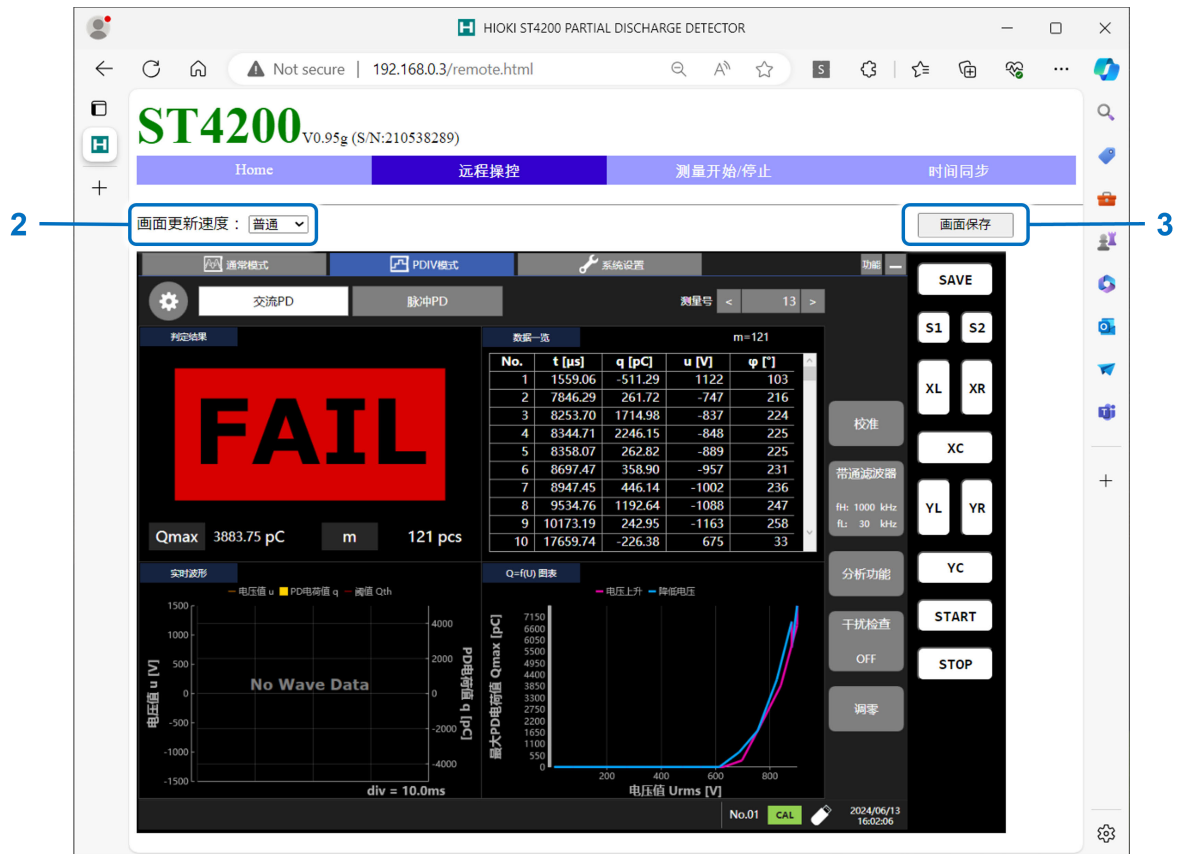 HIOKI ST4200 PARTIAL DISCHARGE DETECTOR
Not secure | 192.168.0.3/remote.html
ST4200 V0.95g (S/N:210538289)
Home 远程操控 测量开始/停止 时间同步
2 画面更新速度： 普通 画面保存 3
通常模式 PDIV模式 系统设置 功能
交流PD 脉冲PD 测量号 < 13 >
判定结果 数据一览 m=121
FAIL
No. t [µs] q [pC] u [V] φ [°]
1 1559.06 -511.29 1122 103
2 7846.29 261.72 -747 216
3 8253.70 1714.98 -837 224
4 8344.71 2246.15 -848 225
5 8358.07 262.82 -889 225
6 8697.47 358.90 -957 231
7 8947.45 446.14 -1002 236
8 9534.76 1192.64 -1088 247
9 10173.19 242.95 -1163 258
10 17659.74 -226.38 675 33
Qmax 3883.75 pC m 121 pcs
实时波形
电压值 u PD电荷值 q 阈值 Qth
1500
1000
500
0
-500
-1000
-1500
电压值 u [V]
No Wave Data
4000
2000
0
-2000
-4000
PD电荷值 q [pC]
div = 10.0ms
Q=f(U) 图表
电压上升 降低电压
7150
6600
6050
5500
4950
4400
3850
3300
2750
2200
1650
1100
550
0
最大PD电荷值 Qmax [pC]
200 400 600 800
电压值 Urms [V]
校准
带通滤波器
fH: 1000 kHz
fL: 30 kHz
分析功能
干扰检查
OFF
调零
No.01 CAL 2024/06/13
16:02:06
SAVE
S1 S2
XL XR
XC
YL YR
YC
START
STOP